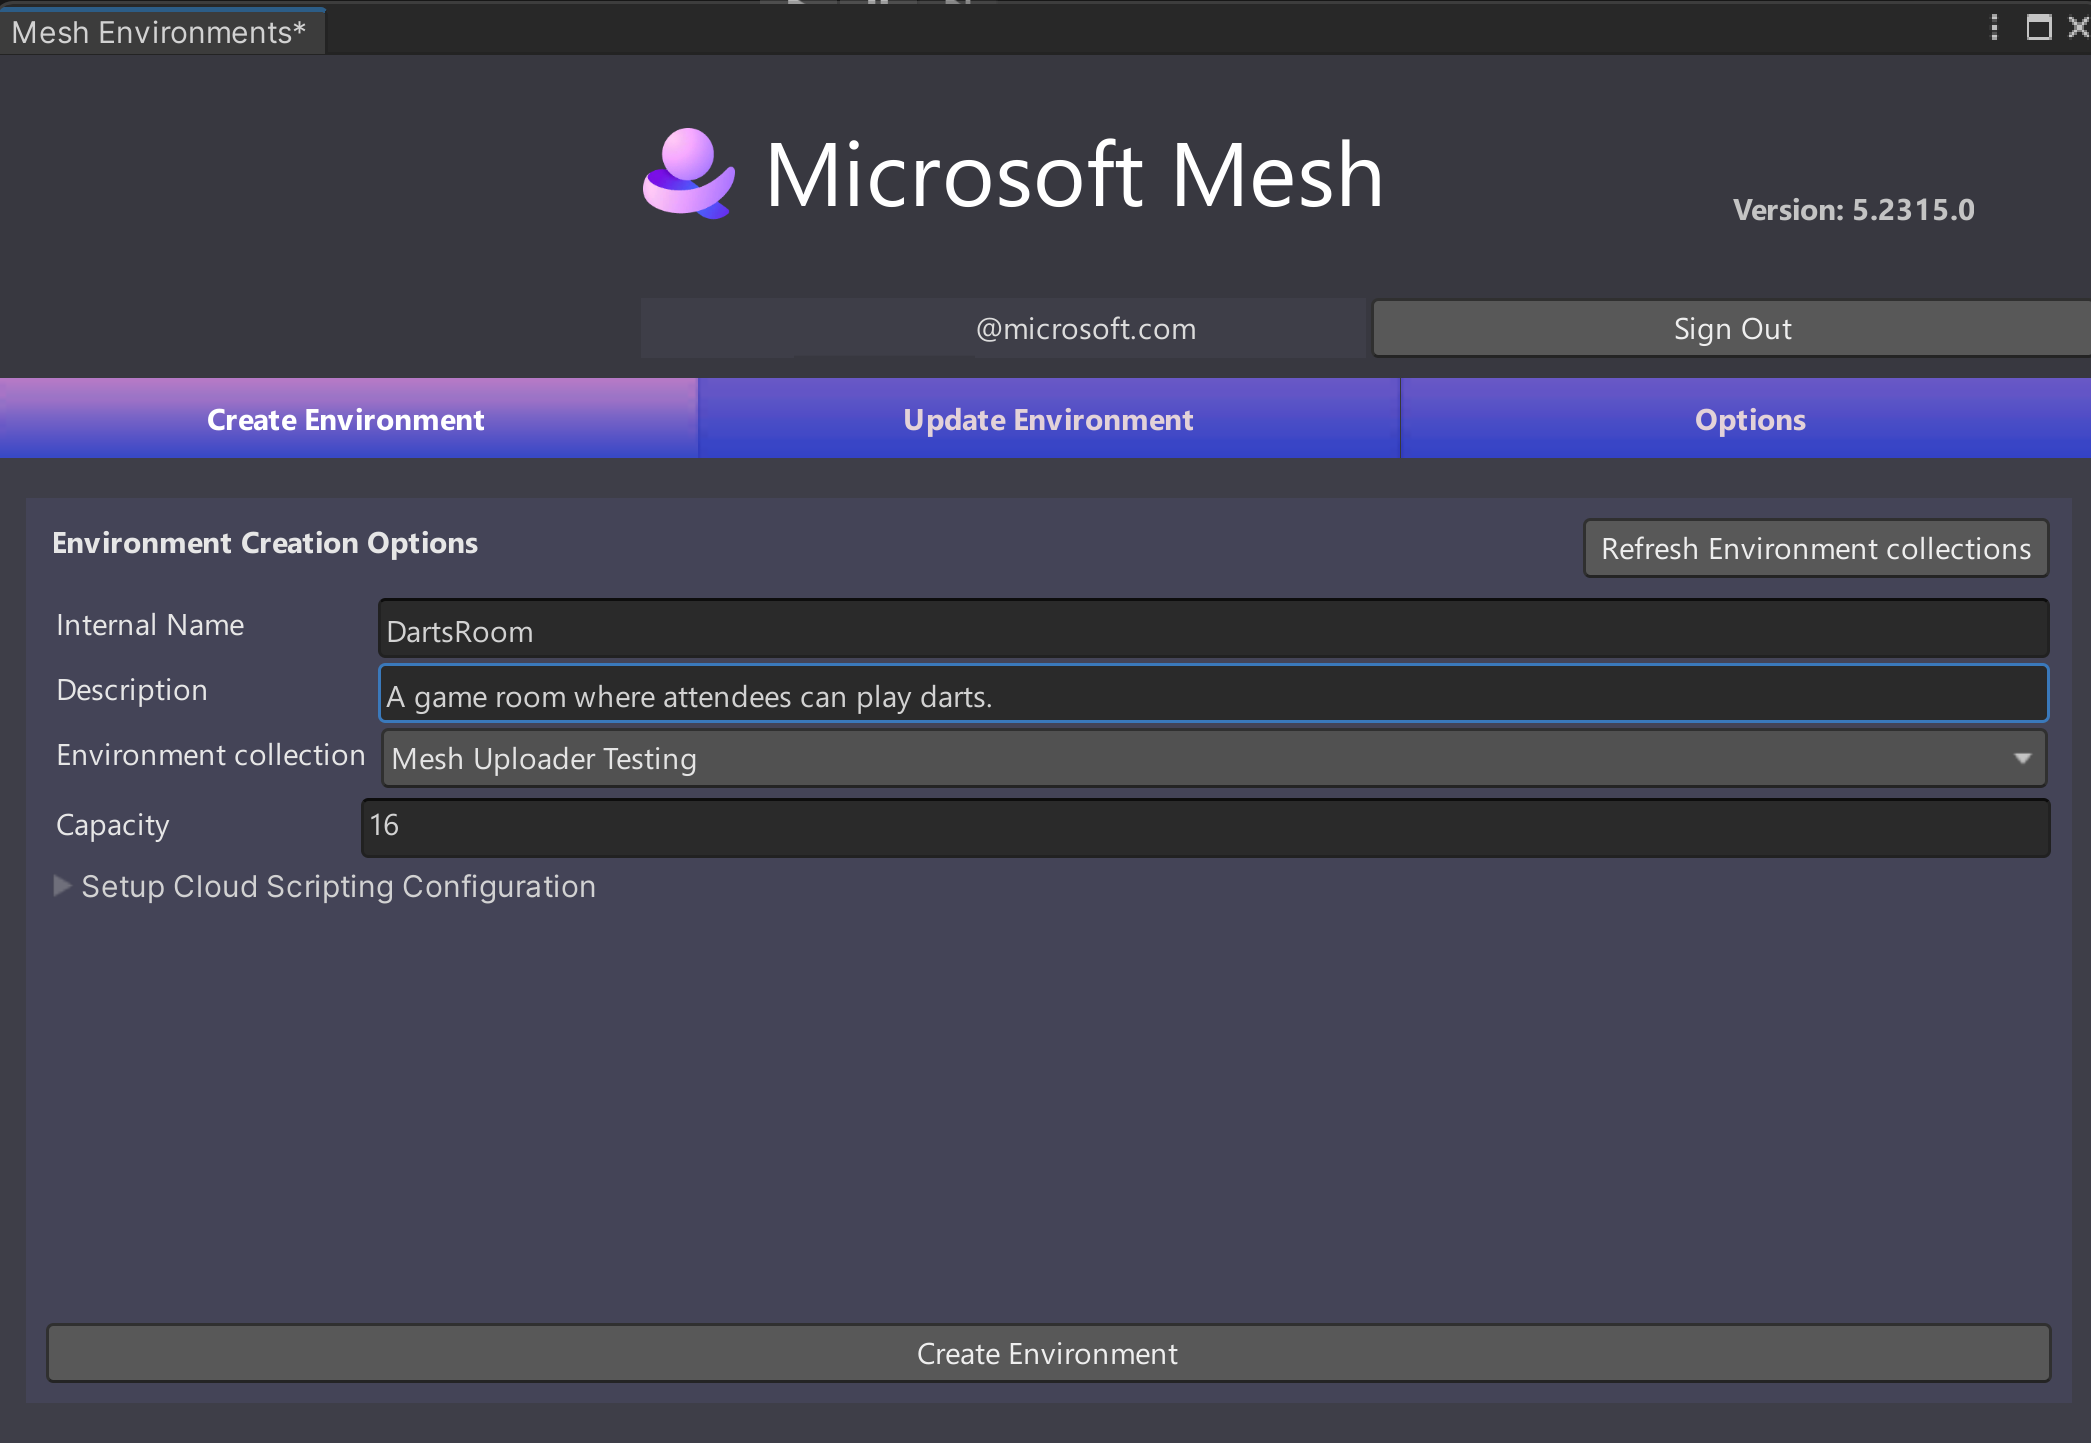 Mesh Environments*
Microsoft Mesh
Version: 5.2315.0
@microsoft.com
Sign Out
Create Environment
Update Environment
Options
Environment Creation Options
Refresh Environment collections
Internal Name
DartsRoom
Description
A game room where attendees can play darts.
Environment collection
Mesh Uploader Testing
Capacity
16
Setup Cloud Scripting Configuration
Create Environment